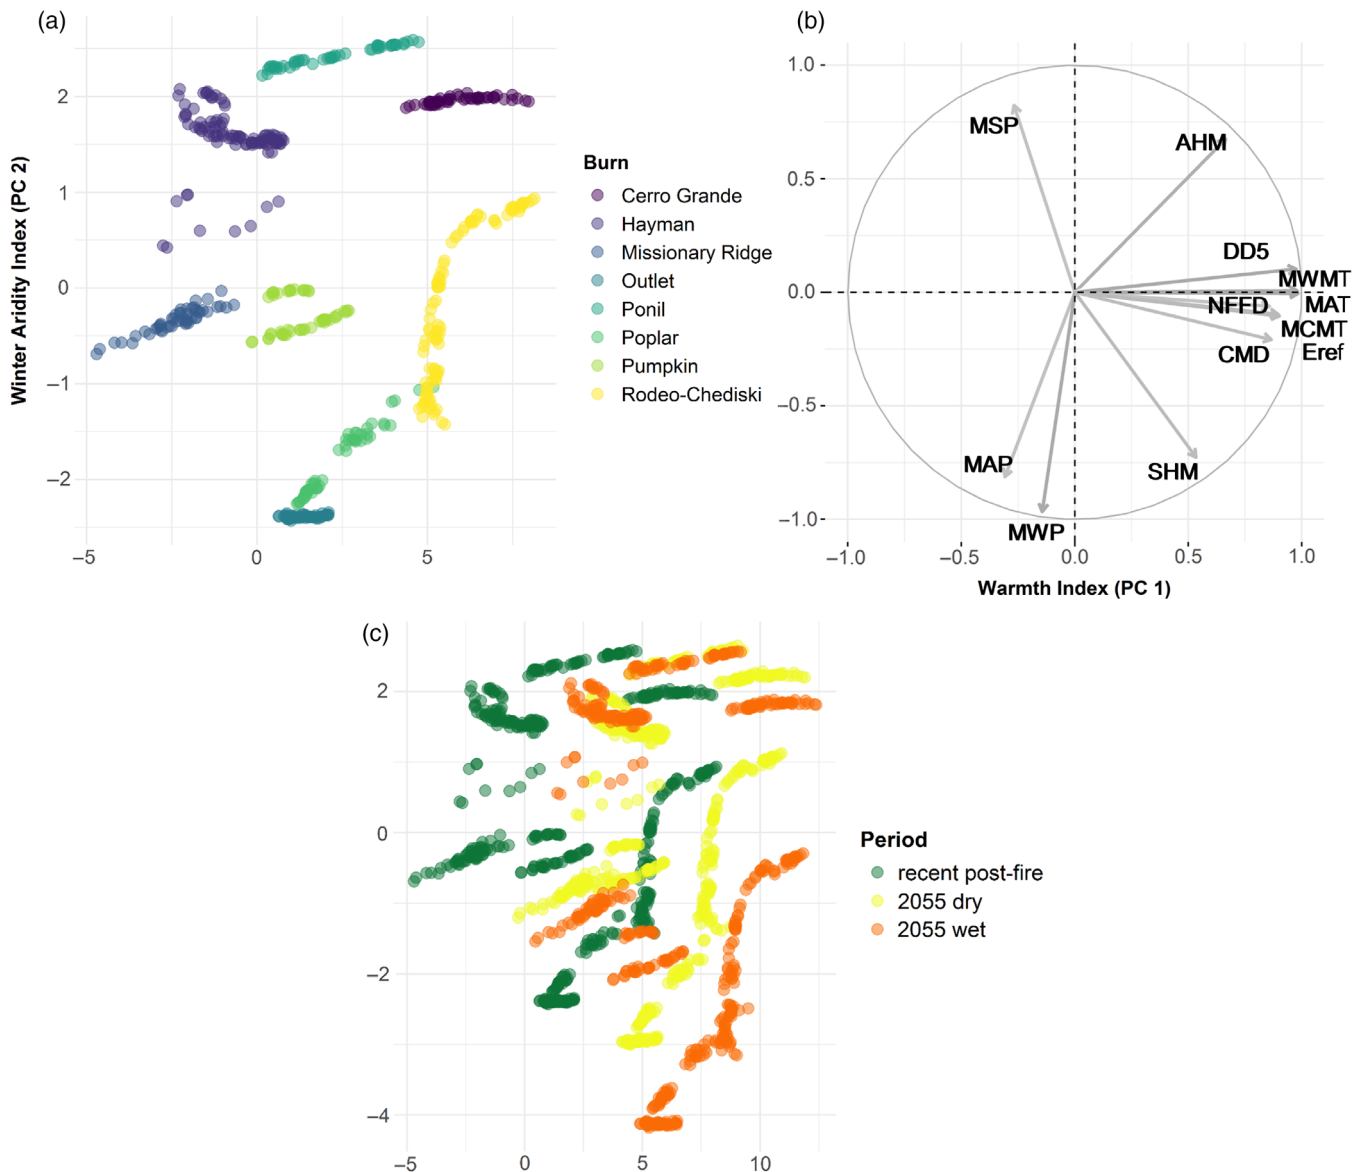 (a)
Winter Aridity Index (PC 2)
2
1
0
−1
−2
−5
0
5
Burn
Cerro Grande
Hayman
Missionary Ridge
Outlet
Ponil
Poplar
Pumpkin
Rodeo-Chediski
(b)
1.0
0.5
0.0
−0.5
−1.0
MSP
AHM
DD5
MWMT
NFFD
MAT
MCMT
CMD
Eref
MAP
SHM
MWP
−1.0
−0.5
0.0
0.5
1.0
Warmth Index (PC 1)
(c)
2
0
−2
−4
−5
0
5
10
Period
recent post-fire
2055 dry
2055 wet